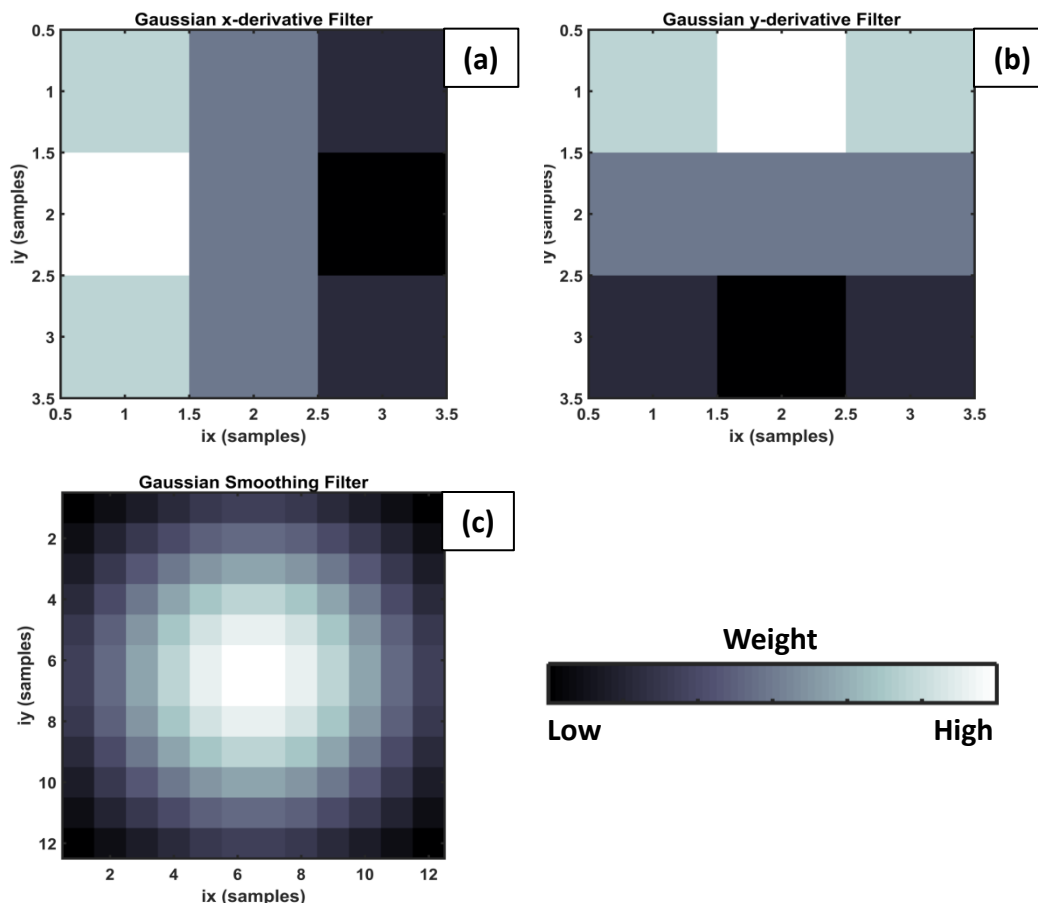 Gaussian x-derivative Filter
(a)
0.5
1
1.5
2
2.5
3
3.5
iy (samples)
0.5 1 1.5 2 2.5 3 3.5
ix (samples)
Gaussian y-derivative Filter
(b)
0.5
1
1.5
2
2.5
3
3.5
iy (samples)
0.5 1 1.5 2 2.5 3 3.5
ix (samples)
Gaussian Smoothing Filter
(c)
2
4
6
8
10
12
iy (samples)
2 4 6 8 10 12
ix (samples)
Weight
Low High